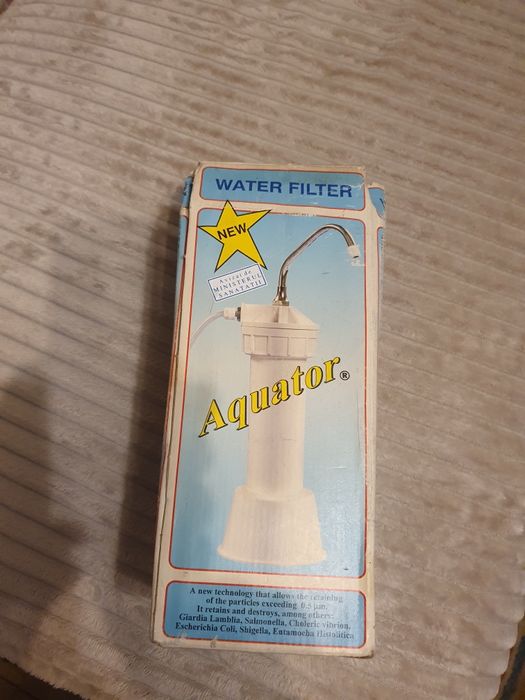 WATER FILTER
NEW
Avizat de
MINISTERUL
SANATATII
Aquator®
A new technology that allows the retaining
of the particles exceeding 0.5 µm.
It retains and destroys, among others:
Giardia Lamblia, Salmonella, Choleric vibrion,
Escherichia Coli, Shigella, Entamoeba Histolitica